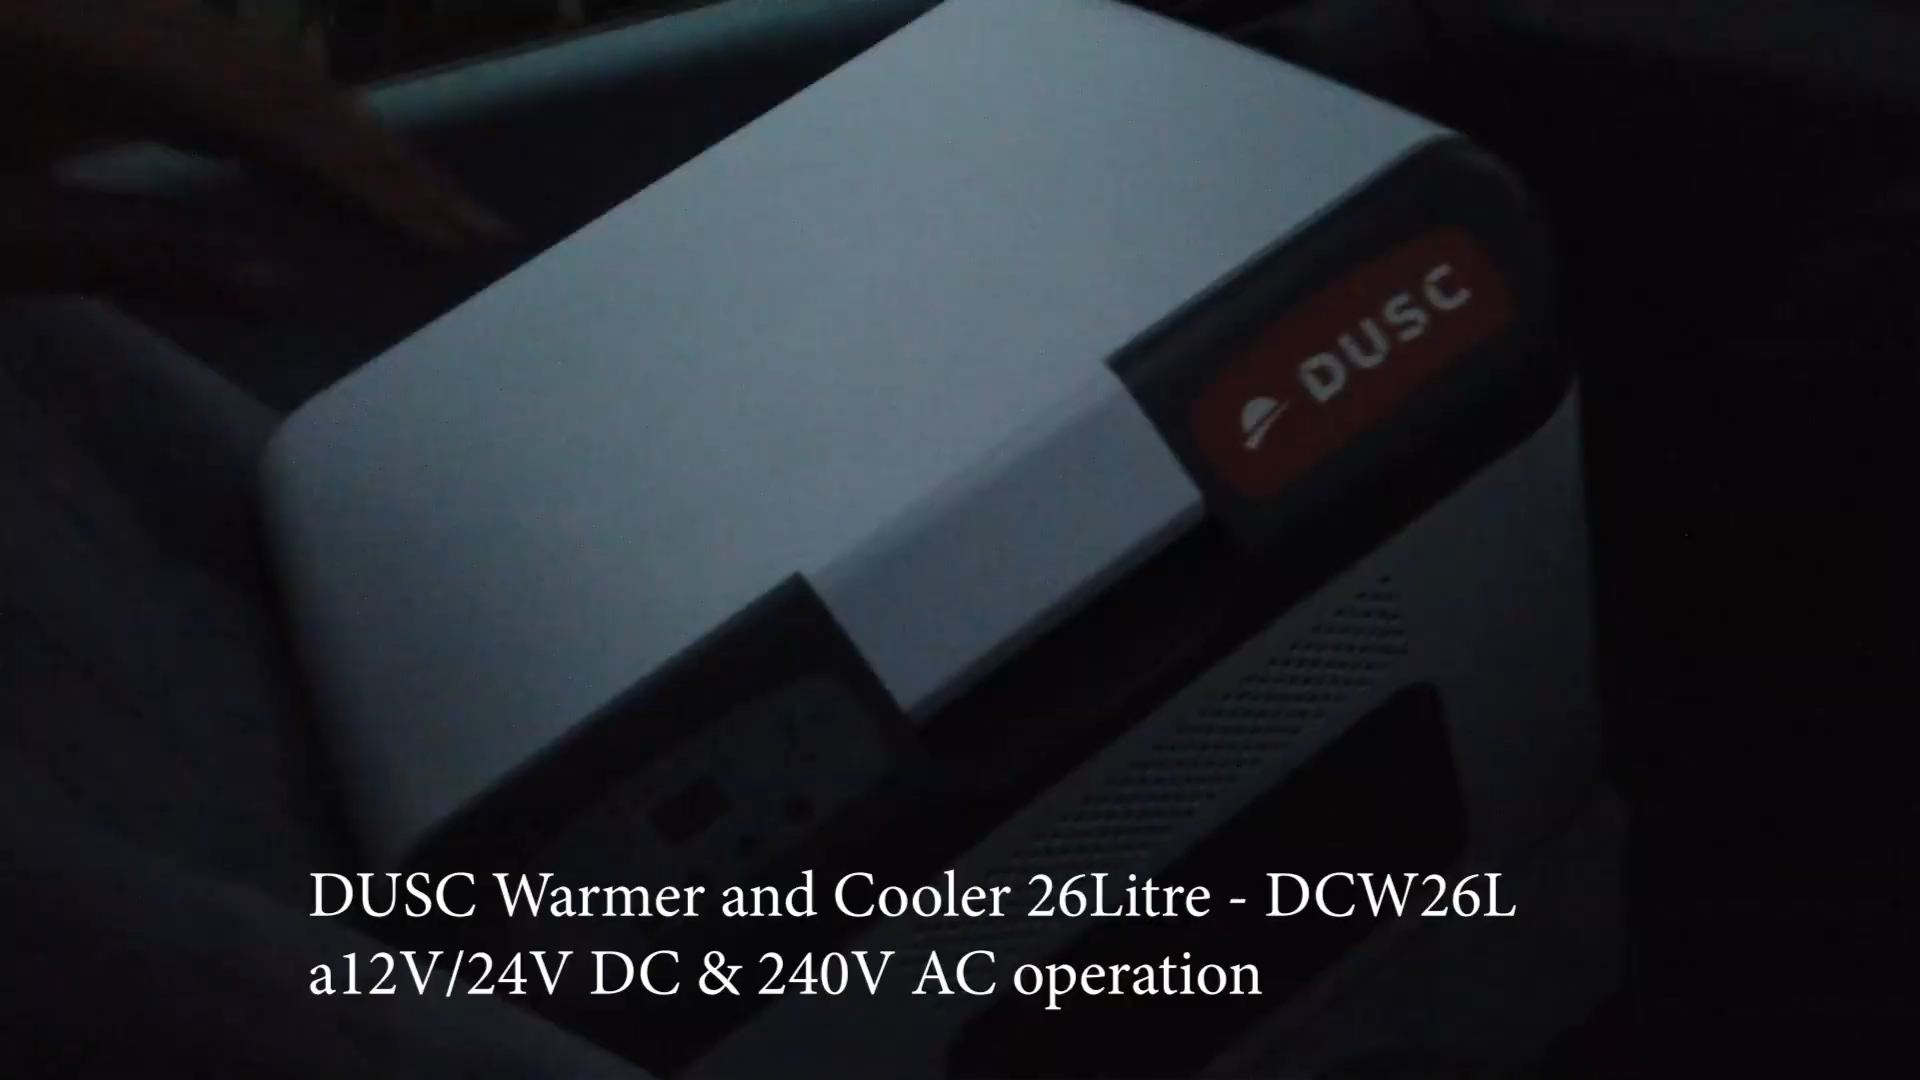 DUSC
DUSC Warmer and Cooler 26Litre - DCW26L
a12V/24V DC & 240V AC operation